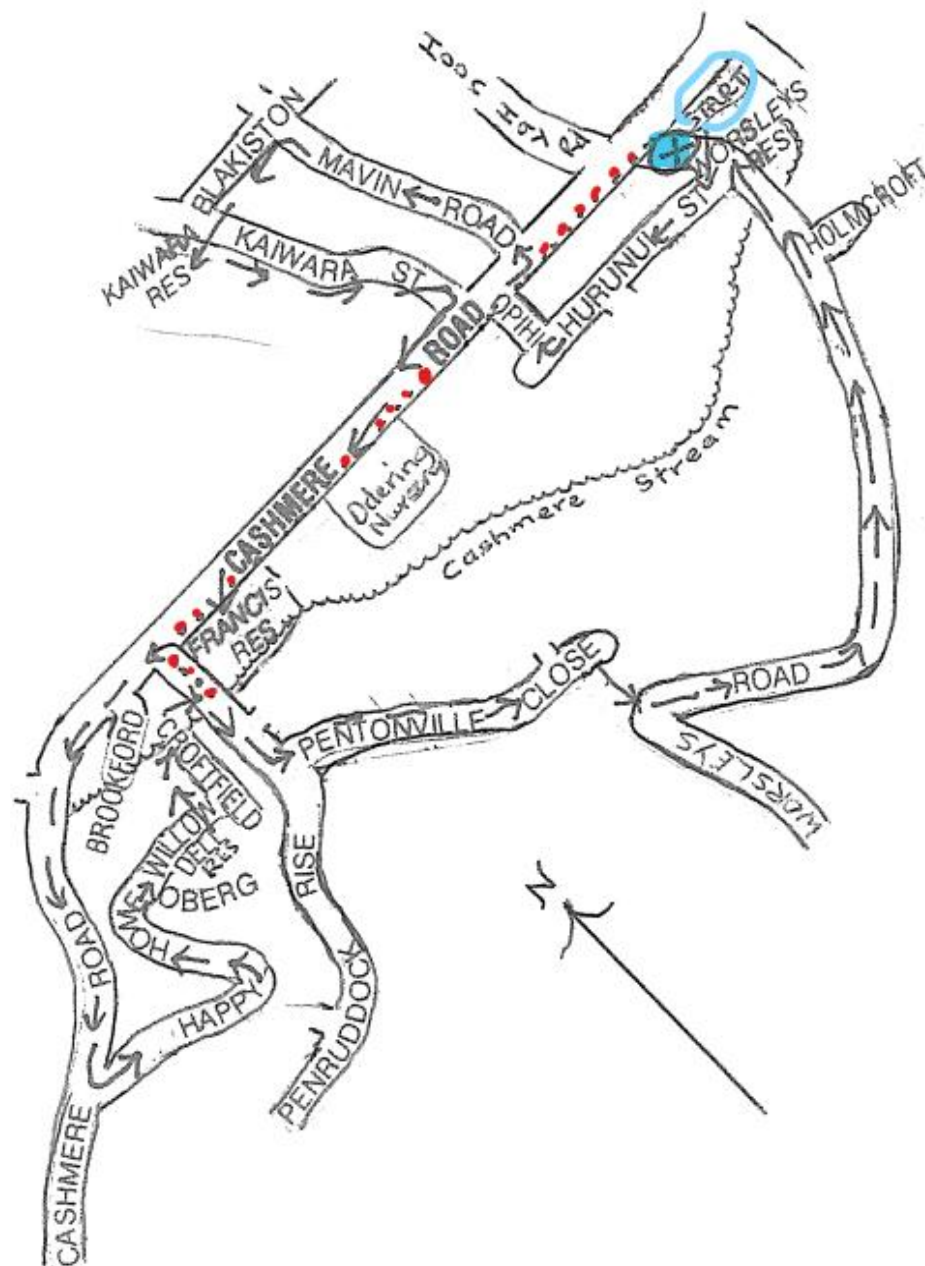 Hoon Hay Rd
START
WORSLEYS
RES
BLAKISTON
MAVIN ROAD
HOLMCROFT
KAIWARA
RES
KAIWARA ST
HURUNUI ST
OPIHI
CASHMERE ROAD
Odering
Nursery
Cashmere Stream
FRANCIS
RES
PENTONVILLE CLOSE
ROAD
WORSLEYS
BROOKFORD
CROFTFIELD
WILLOW
DELL
RES
OBERG
HAPPY HOME
PENRUDDOCK RISE
N
CASHMERE ROAD